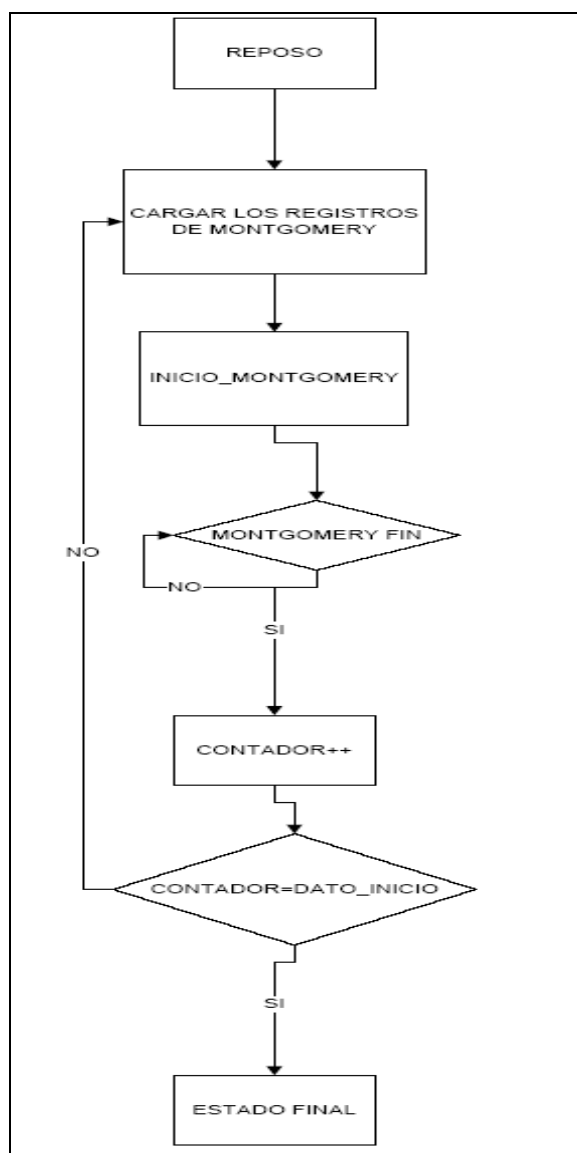 REPOSO
CARGAR LOS REGISTROS
DE MONTGOMERY
INICIO_MONTGOMERY
MONTGOMERY FIN
NO
NO
SI
CONTADOR++
CONTADOR=DATO_INICIO
SI
ESTADO FINAL